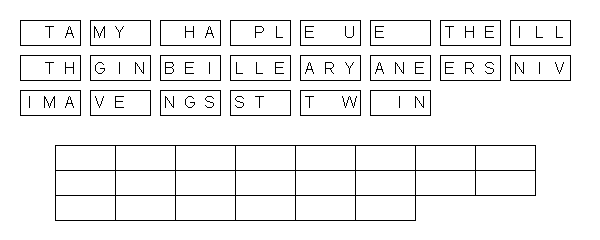 TA MY HA PL E U E THE ILL
TH GIN BEI LLE ARY ANE ERS NIV
IMA VE NGS ST T W IN